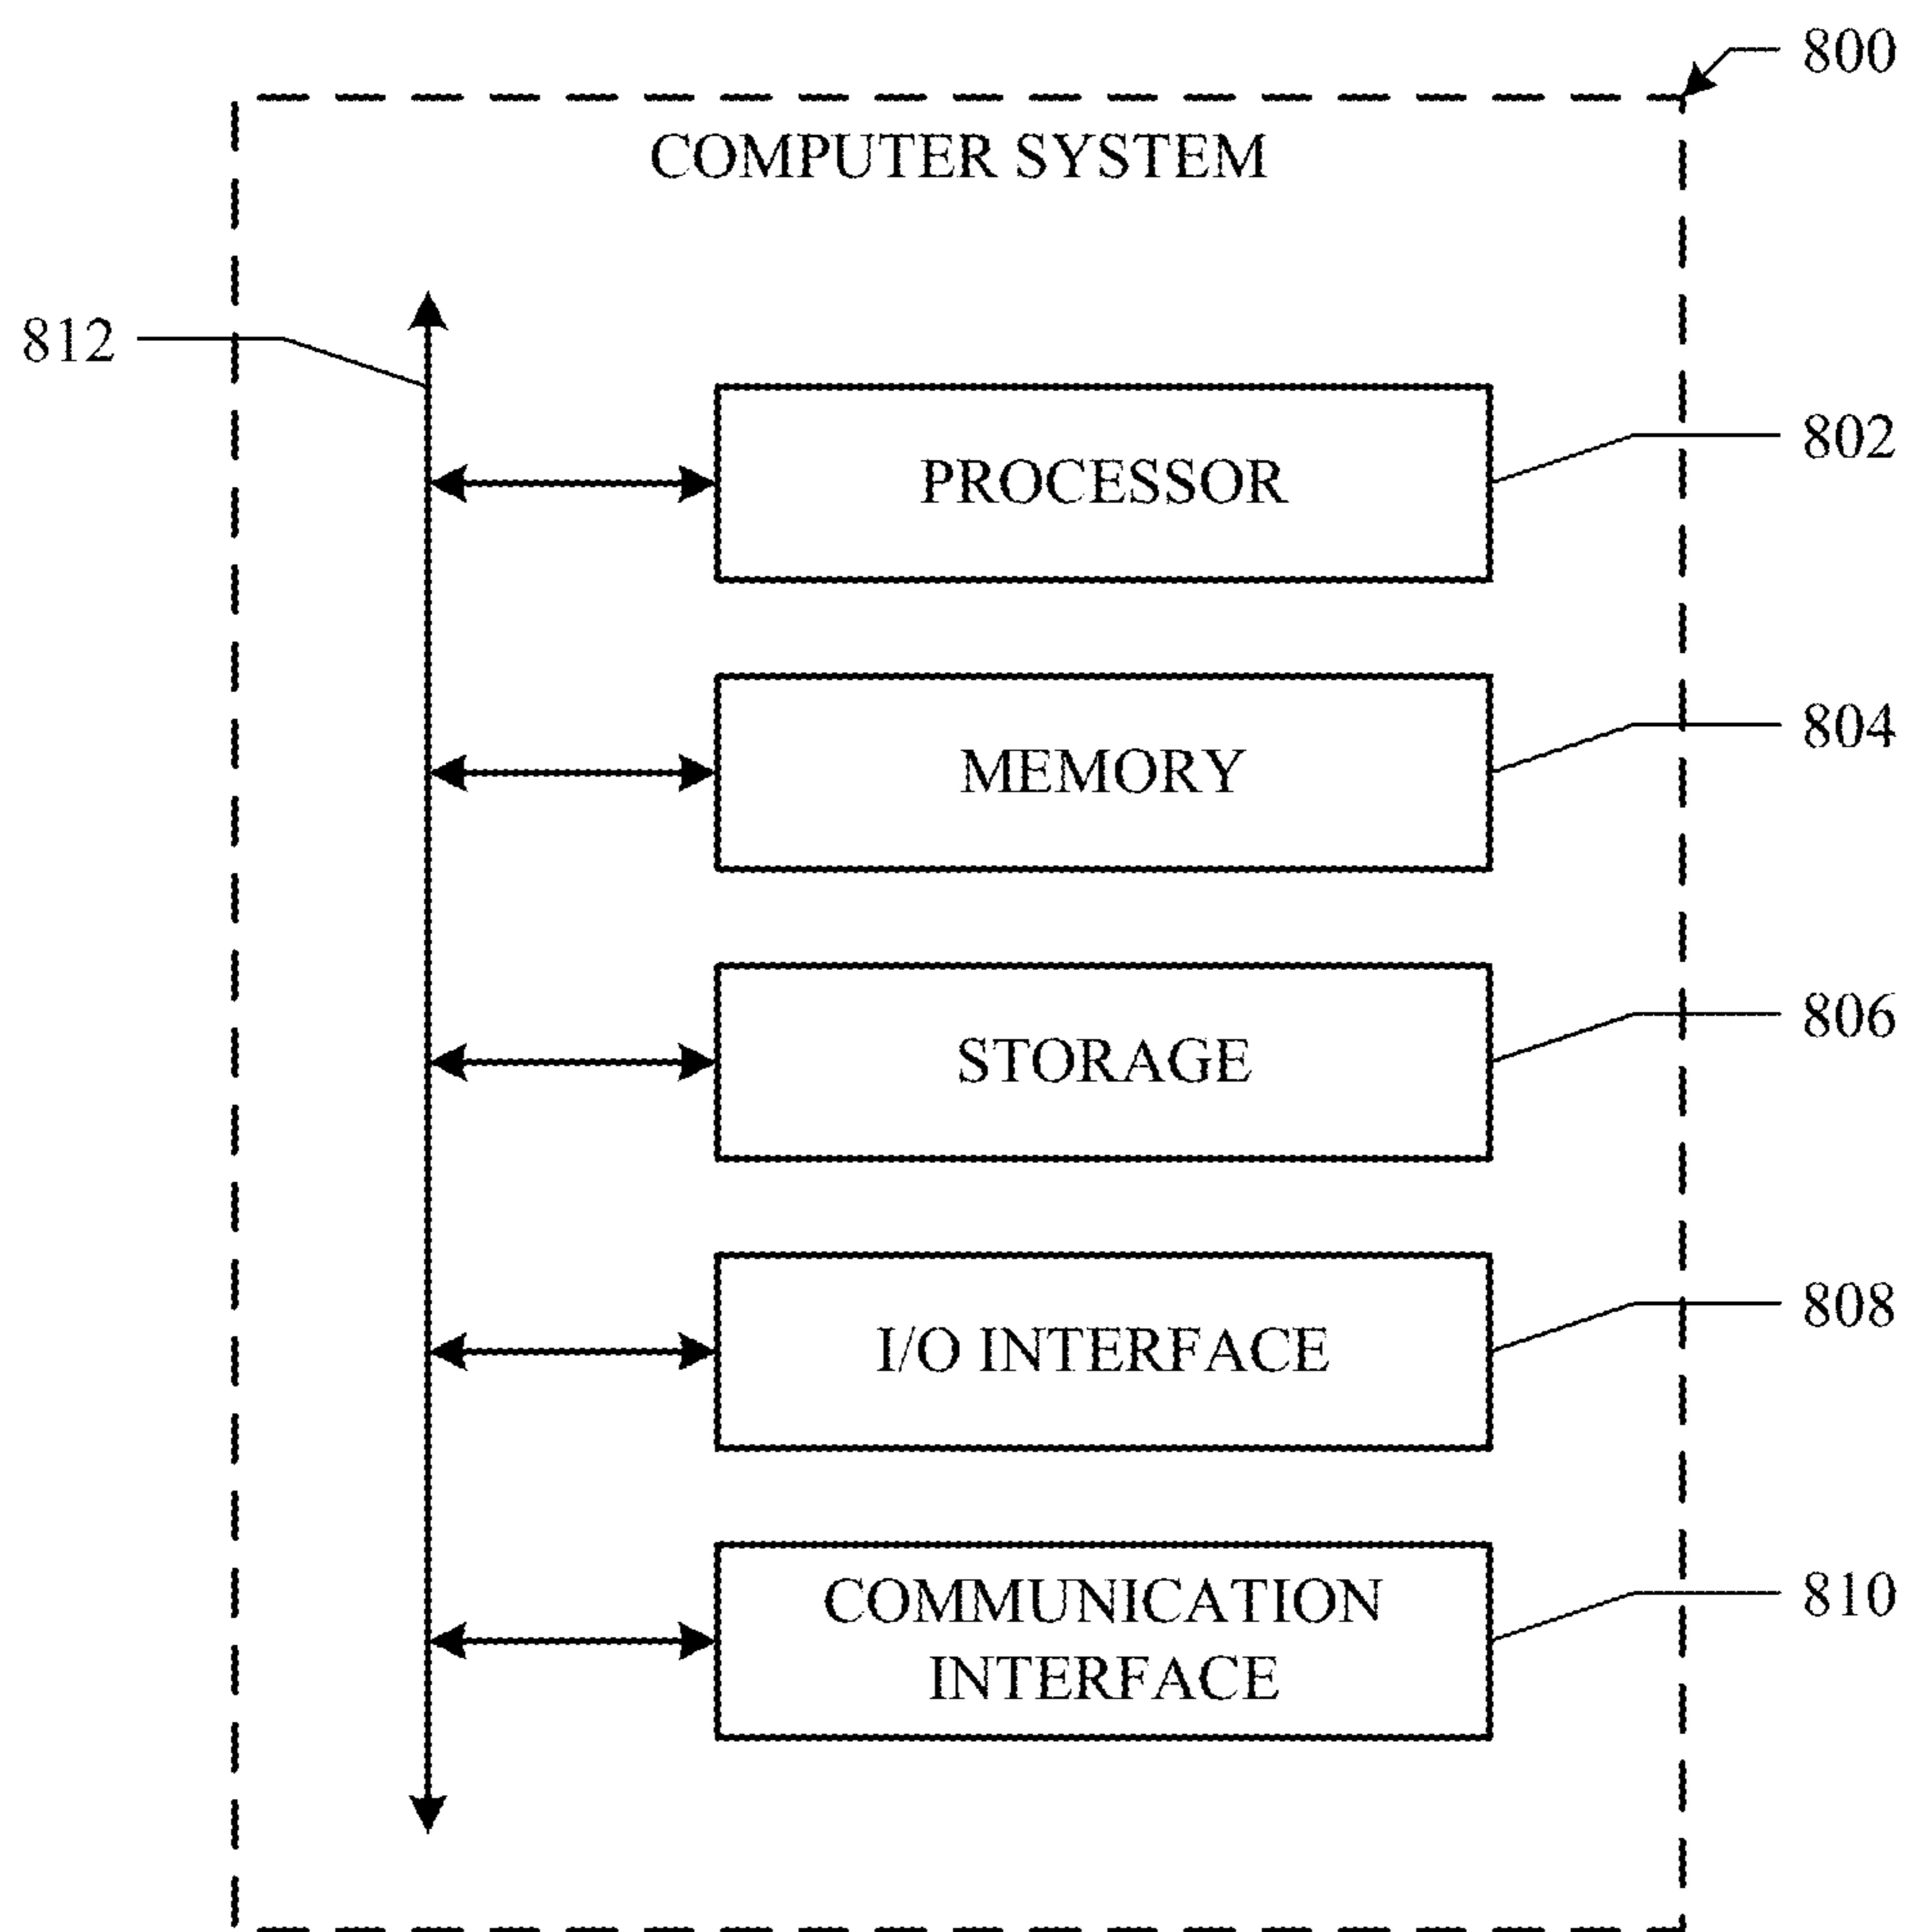 800
COMPUTER SYSTEM
812
PROCESSOR
802
MEMORY
804
STORAGE
806
I/O INTERFACE
808
COMMUNICATION
INTERFACE
810